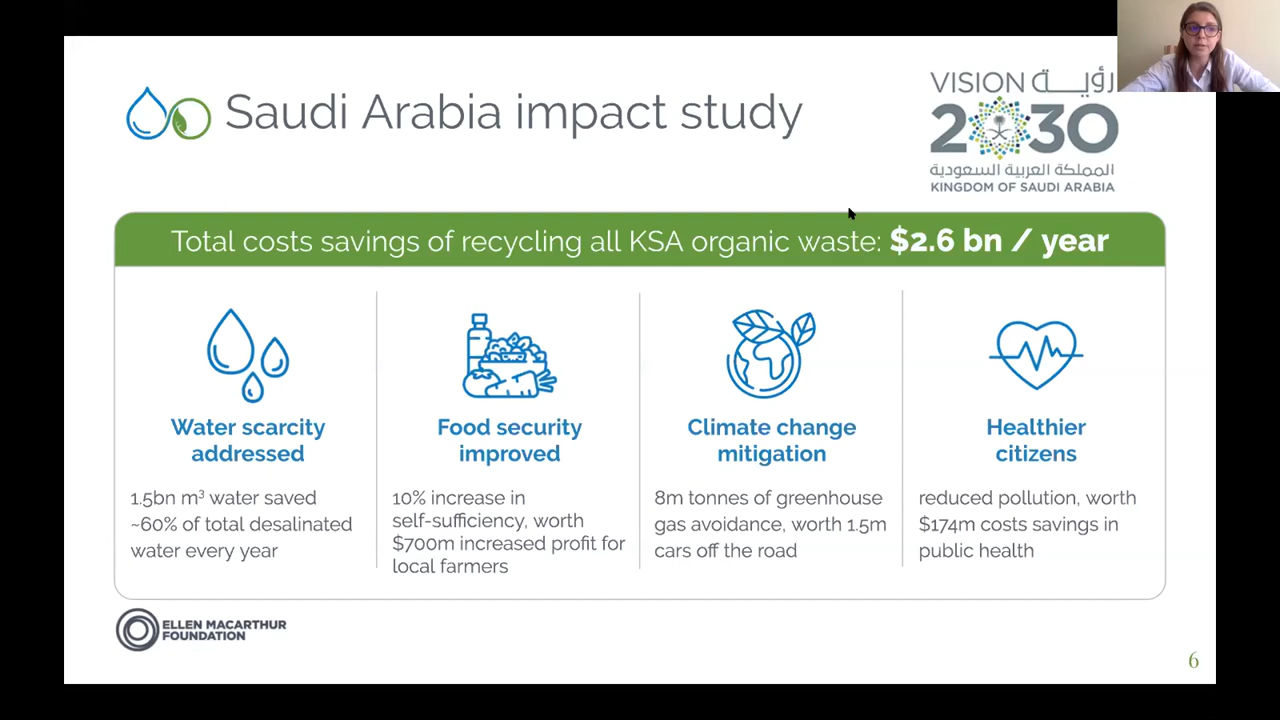 Saudi Arabia impact study
VISION رؤيــة
2030
المملكة العربية السعودية
KINGDOM OF SAUDI ARABIA
Total costs savings of recycling all KSA organic waste: $2.6 bn / year
Water scarcity
addressed
1.5bn m³ water saved
~60% of total desalinated
water every year
Food security
improved
10% increase in
self-sufficiency, worth
$700m increased profit for
local farmers
Climate change
mitigation
8m tonnes of greenhouse
gas avoidance, worth 1.5m
cars off the road
Healthier
citizens
reduced pollution, worth
$174m costs savings in
public health
ELLEN MACARTHUR
FOUNDATION
6